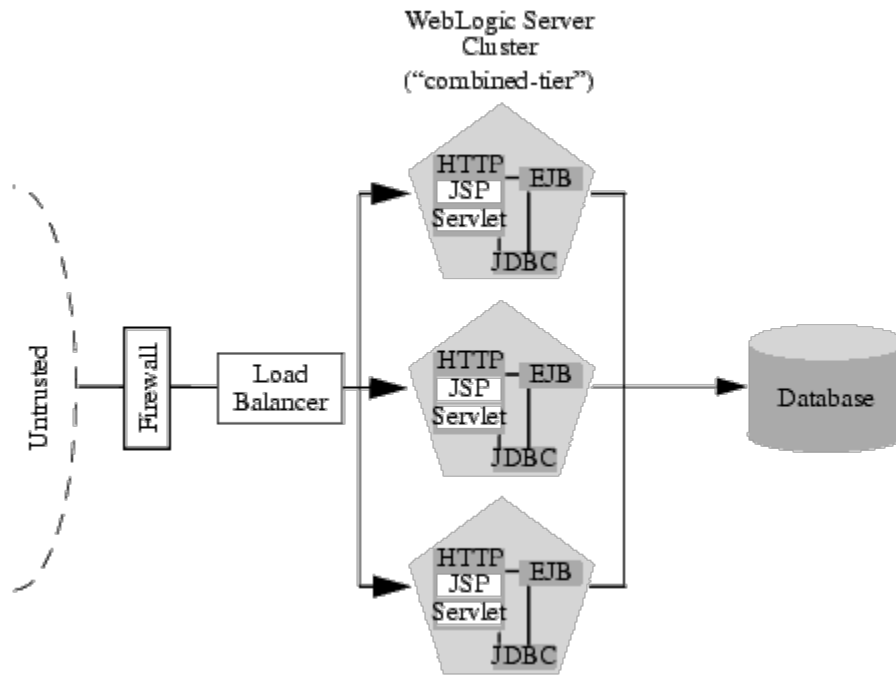 WebLogic Server
Cluster
(“combined-tier”)
HTTP
JSP
Servlet
EJB
JDBC
Untrusted
Firewall
Load
Balancer
HTTP
JSP
Servlet
EJB
JDBC
Database
HTTP
JSP
Servlet
EJB
JDBC